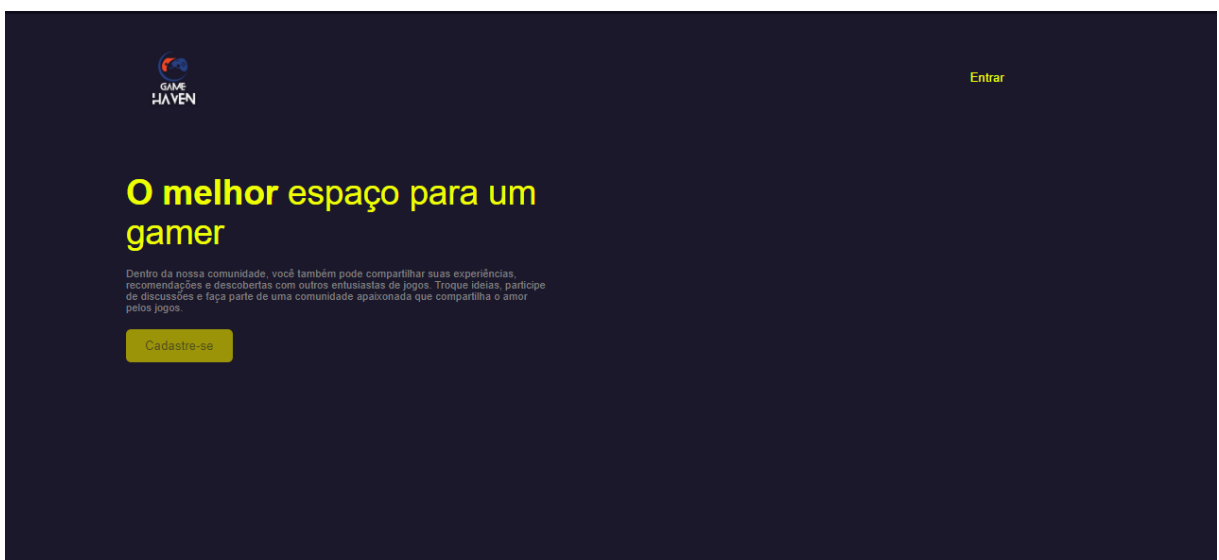 GAME
HAVEN
Entrar
O melhor espaço para um
gamer
Dentro da nossa comunidade, você também pode compartilhar suas experiências,
recomendações e descobertas com outros entusiastas de jogos. Troque ideias, participe
de discussões e faça parte de uma comunidade apaixonada que compartilha o amor
pelos jogos.
Cadastre-se